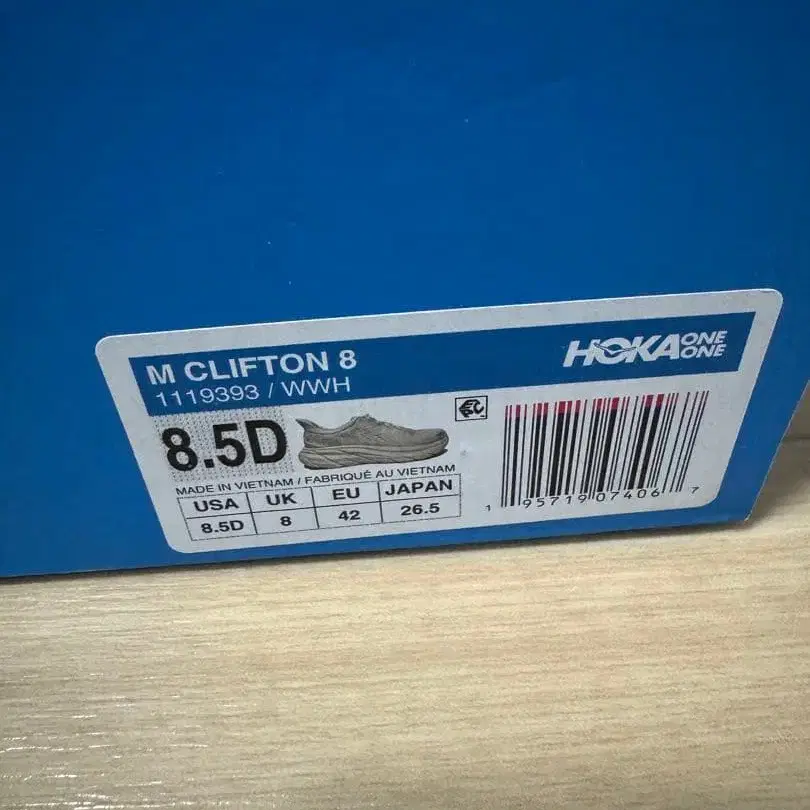 M CLIFTON 8
1119393 / WWH
HOKA ONE ONE
8.5D
MADE IN VIETNAM / FABRIQUÉ AU VIETNAM
USA UK EU JAPAN
8.5D 8 42 26.5
1 95719 07406 7